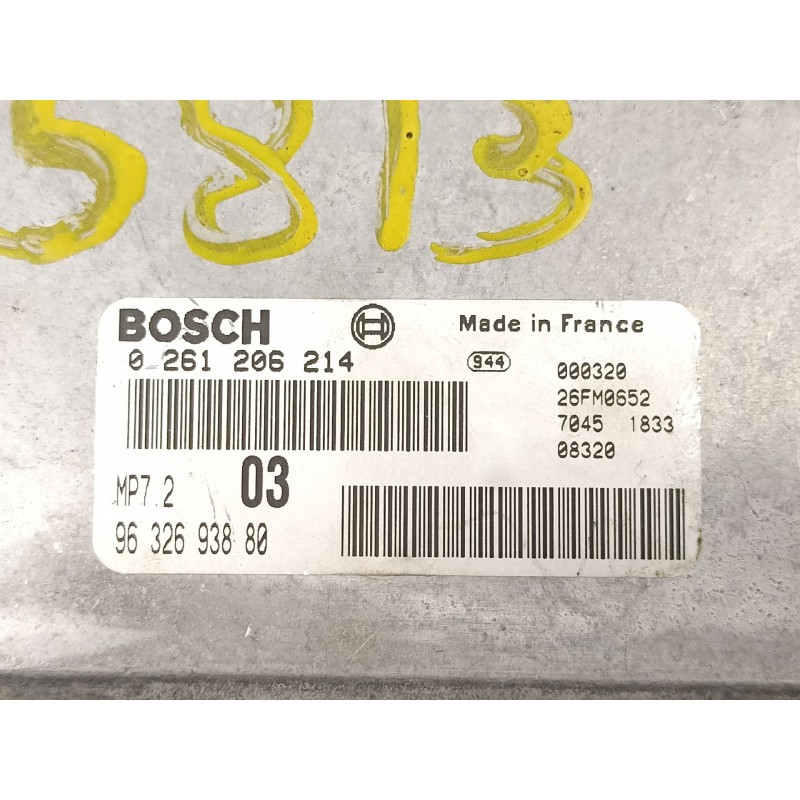 5813
BOSCH Made in France
0 261 206 214 944 000320
26FM0652
7045 1833
08320
MP7.2 03
96 326 938 80